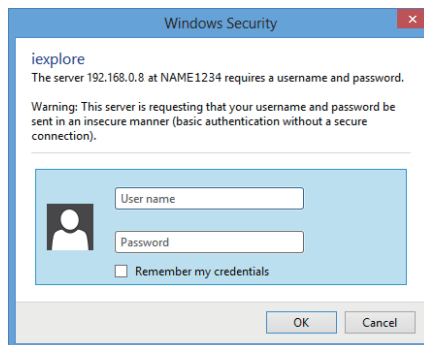 Windows Security
iexplore
The server 192.168.0.8 at NAME1234 requires a username and password.
Warning: This server is requesting that your username and password be
sent in an insecure manner (basic authentication without a secure
connection).
User name
Password
Remember my credentials
OK Cancel